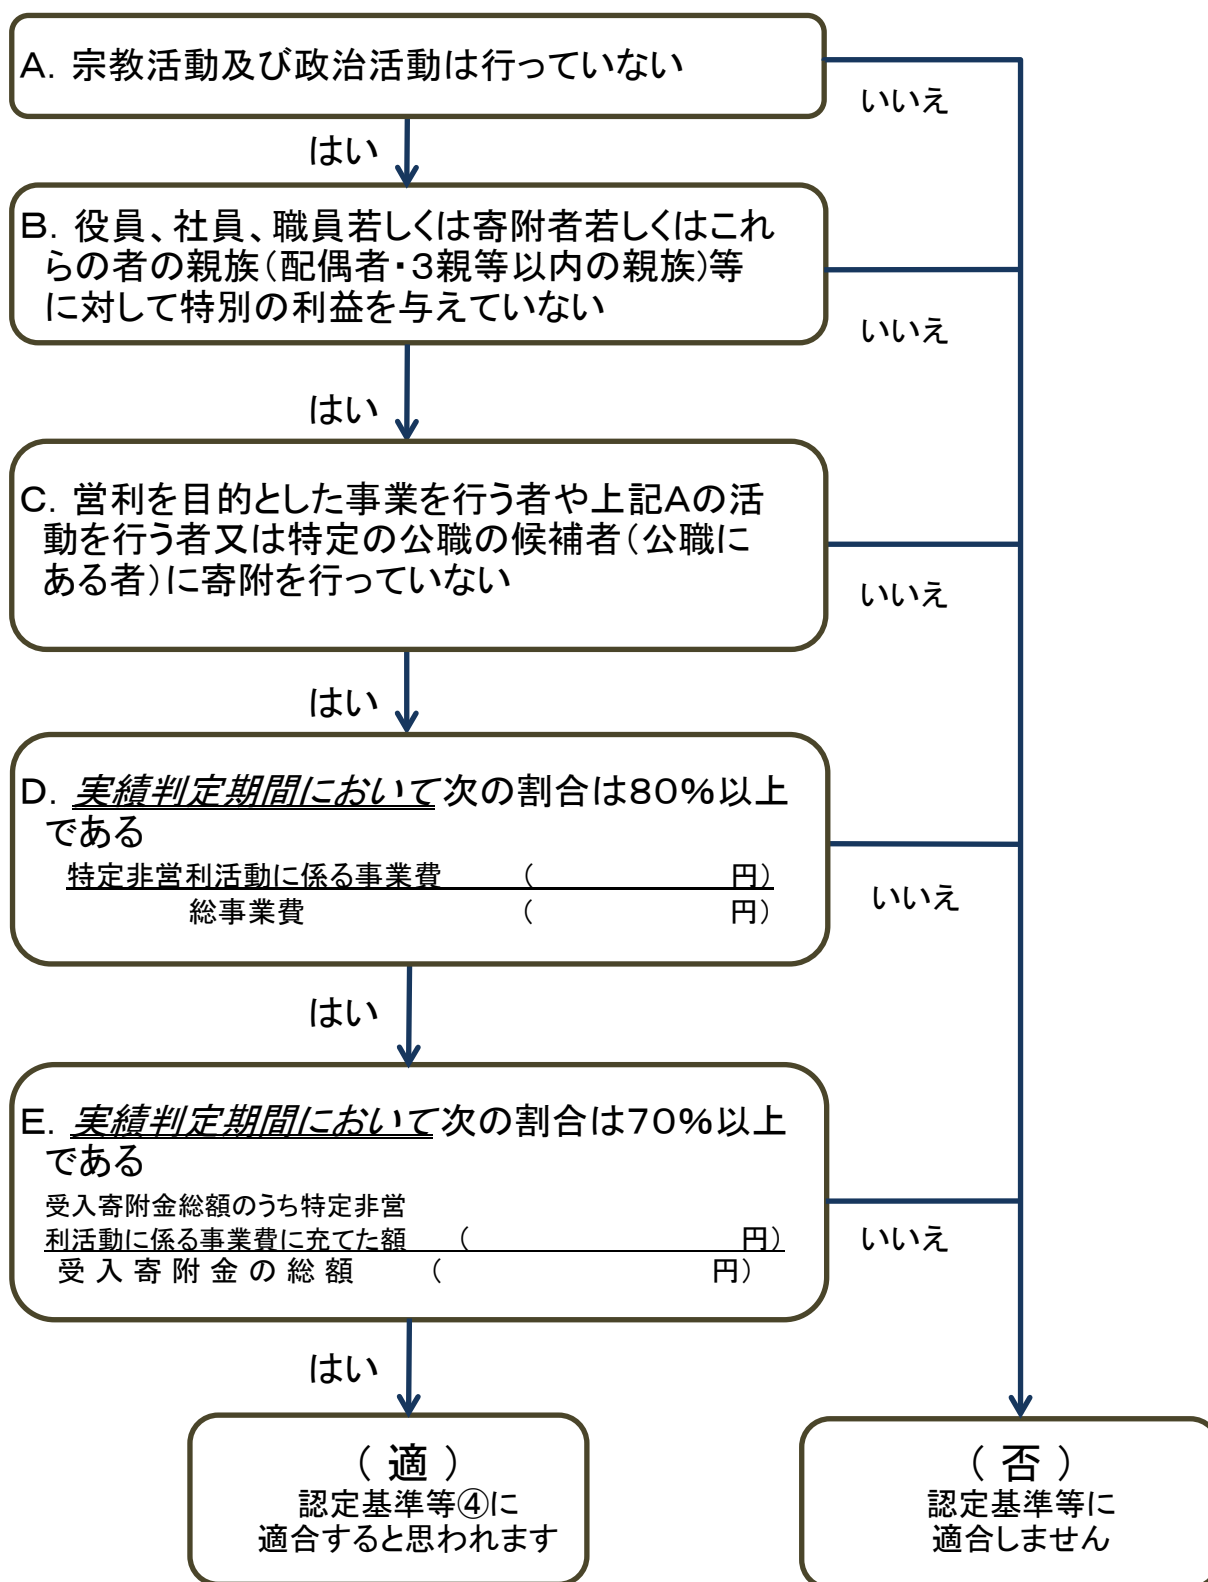 A．宗教活動及び政治活動は行っていない
いいえ
はい
B．役員、社員、職員若しくは寄附者若しくはこれ
らの者の親族（配偶者・３親等以内の親族）等
に対して特別の利益を与えていない
いいえ
はい
C．営利を目的とした事業を行う者や上記Aの活
動を行う者又は特定の公職の候補者（公職に
ある者）に寄附を行っていない
いいえ
はい
D．実績判定期間において次の割合は80％以上
である
特定非営利活動に係る事業費　（　　　　　　円）
総事業費　（　　　　　　円）
いいえ
はい
E．実績判定期間において次の割合は70％以上
である
受入寄附金総額のうち特定非営
利活動に係る事業費に充てた額　（　　　　　　円）
受入寄附金の総額　（　　　　　　円）
いいえ
はい
（適）
認定基準等④に
適合すると思われます
（否）
認定基準等に
適合しません